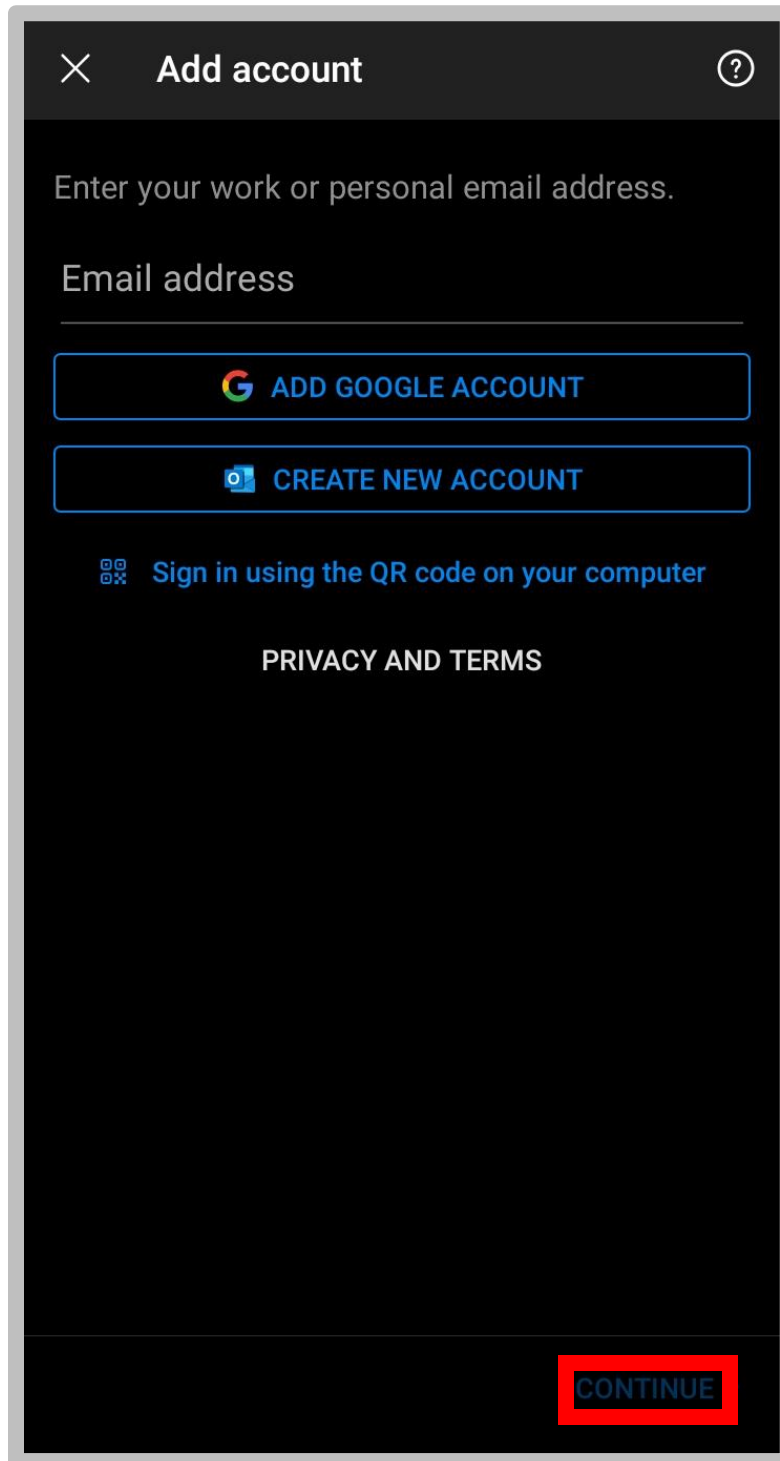 Add account
Enter your work or personal email address.
Email address
ADD GOOGLE ACCOUNT
CREATE NEW ACCOUNT
Sign in using the QR code on your computer
PRIVACY AND TERMS
CONTINUE